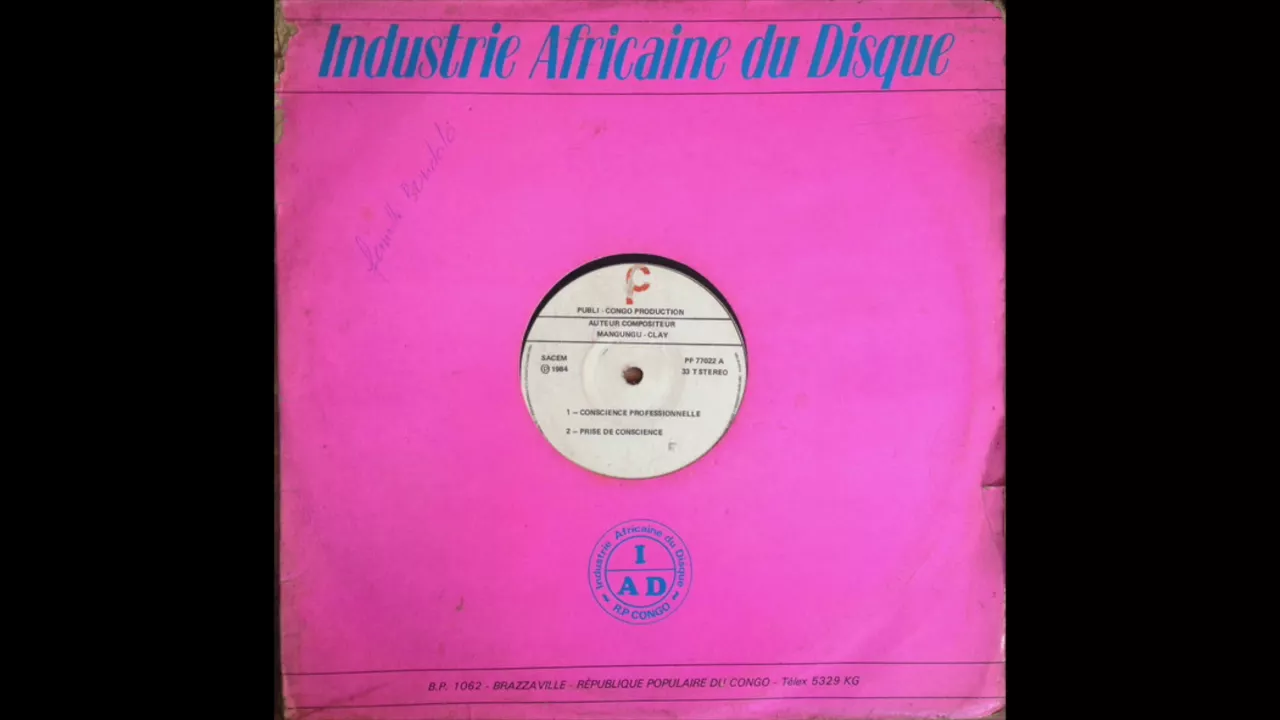 Industrie Africaine du Disque
PUBLI - CONGO PRODUCTION
AUTEUR COMPOSITEUR
MANGUNGU - CLAY
SACEM
PF 77022 A
℗ 1984
33 T STEREO
1 – CONSCIENCE PROFESSIONNELLE
2 – PRISE DE CONSCIENCE
Industrie Africaine du Disque
I
AD
R.P CONGO
B.P. 1062 - BRAZZAVILLE - RÉPUBLIQUE POPULAIRE DU CONGO - Télex 5329 KG